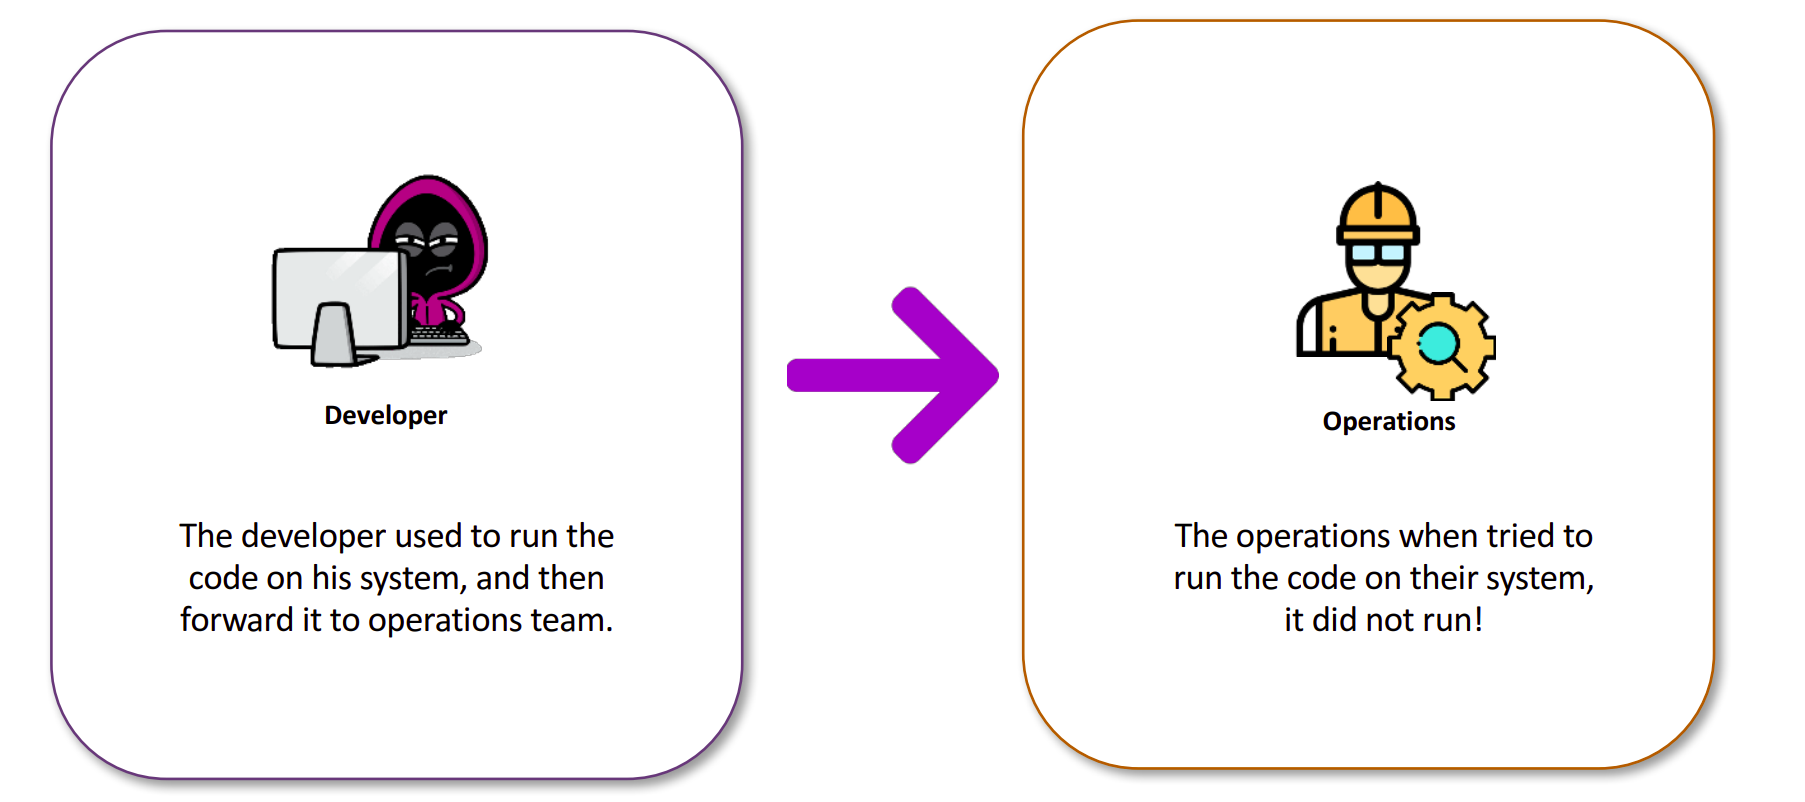 Developer
The developer used to run the
code on his system, and then
forward it to operations team.
Operations
The operations when tried to
run the code on their system,
it did not run!